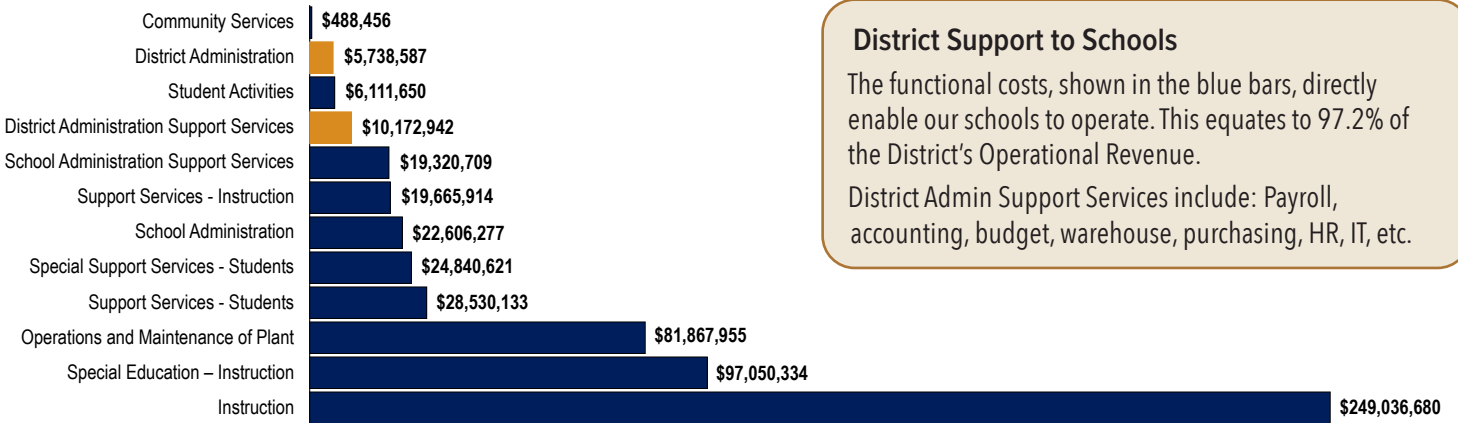 Community Services $488,456
District Administration $5,738,587
Student Activities $6,111,650
District Administration Support Services $10,172,942
School Administration Support Services $19,320,709
Support Services - Instruction $19,665,914
School Administration $22,606,277
Special Support Services - Students $24,840,621
Support Services - Students $28,530,133
Operations and Maintenance of Plant $81,867,955
Special Education – Instruction $97,050,334
Instruction $249,036,680
District Support to Schools
The functional costs, shown in the blue bars, directly
enable our schools to operate. This equates to 97.2% of
the District's Operational Revenue.
District Admin Support Services include: Payroll,
accounting, budget, warehouse, purchasing, HR, IT, etc.